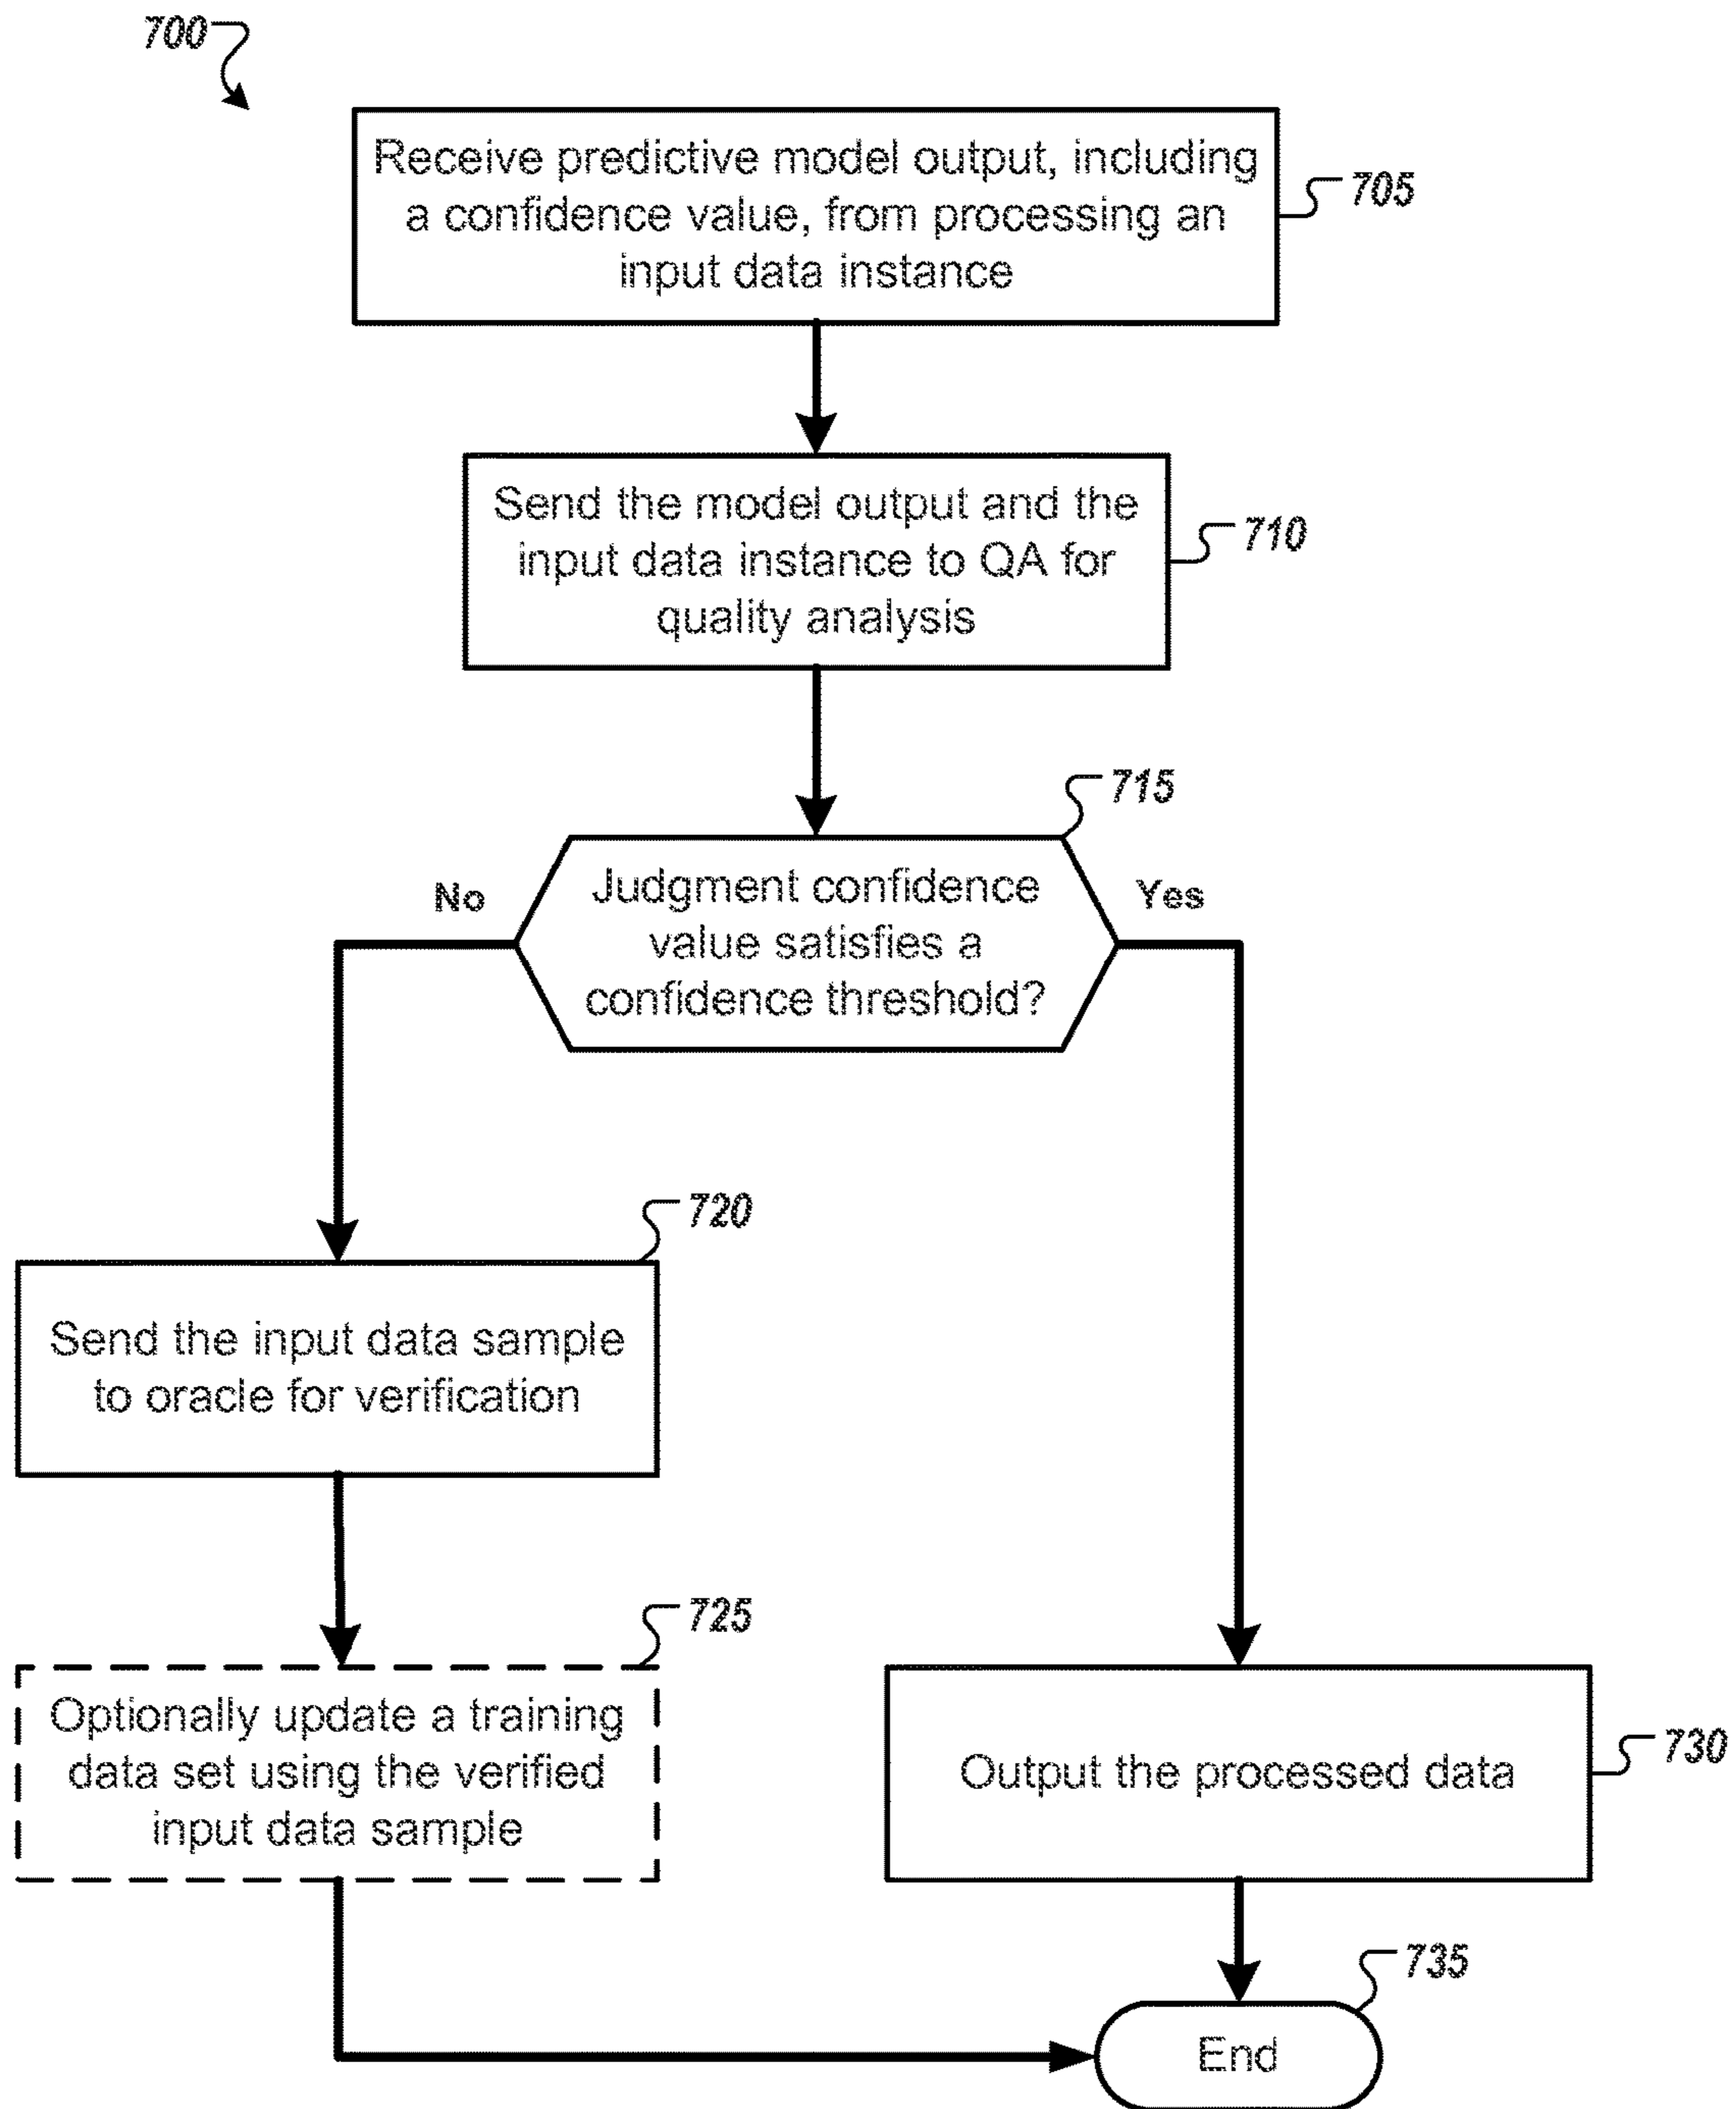 700
Receive predictive model output, including
a confidence value, from processing an
input data instance
705
Send the model output and the
input data instance to QA for
quality analysis
710
715
No
Judgment confidence
value satisfies a
confidence threshold?
Yes
720
Send the input data sample
to oracle for verification
725
Optionally update a training
data set using the verified
input data sample
Output the processed data
730
735
End